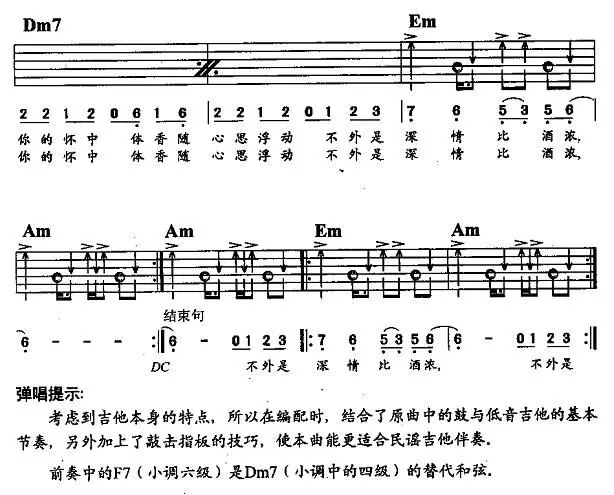 Dm7 Em
2 2 1 2 0 6 1 6 2 2 1 2 0 1 2 3 7 6 5 3 5 6
你的怀中 体香随 心思浮动 不外是 深 情 比 酒浓,
你的怀中 体香随 心思浮动 不外是 深 情 比 酒浓,
Am Am Em Am
结束句
6 - - - :‖ 6 - 0 1 2 3 ‖: 7 6 5 3 5 6 | 6 - 0 1 2 3 :‖
DC 不外是 深 情 比 酒浓, 不外是
弹唱提示:
考虑到吉他本身的特点，所以在编配时，结合了原曲中的鼓与低音吉他的基本
节奏，另外加上了敲击指板的技巧，使本曲能更适合民谣吉他伴奏。
前奏中的F7（小调六级）是Dm7（小调中的四级）的替代和弦。